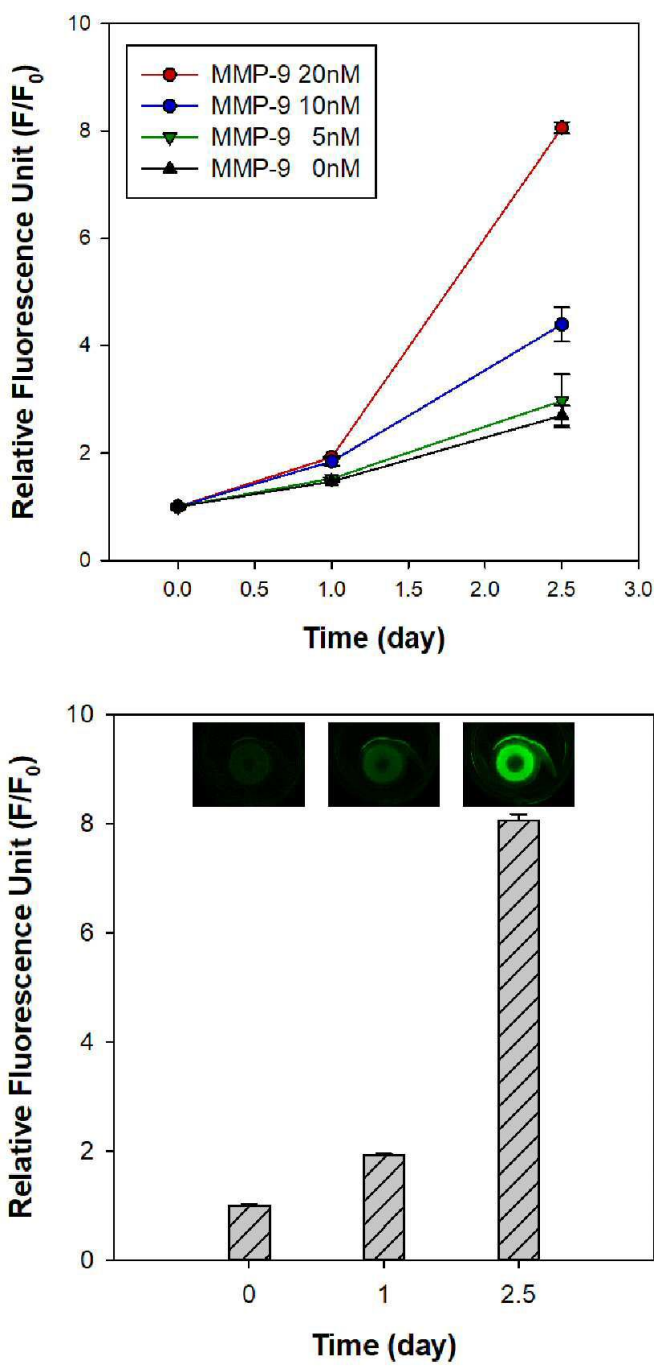 10
8
6
4
2
0
Relative Fluorescence Unit (F/F0)
MMP-9 20nM
MMP-9 10nM
MMP-9 5nM
MMP-9 0nM
0.0 0.5 1.0 1.5 2.0 2.5 3.0
Time (day)
10
8
6
4
2
0
Relative Fluorescence Unit (F/F0)
0 1 2.5
Time (day)